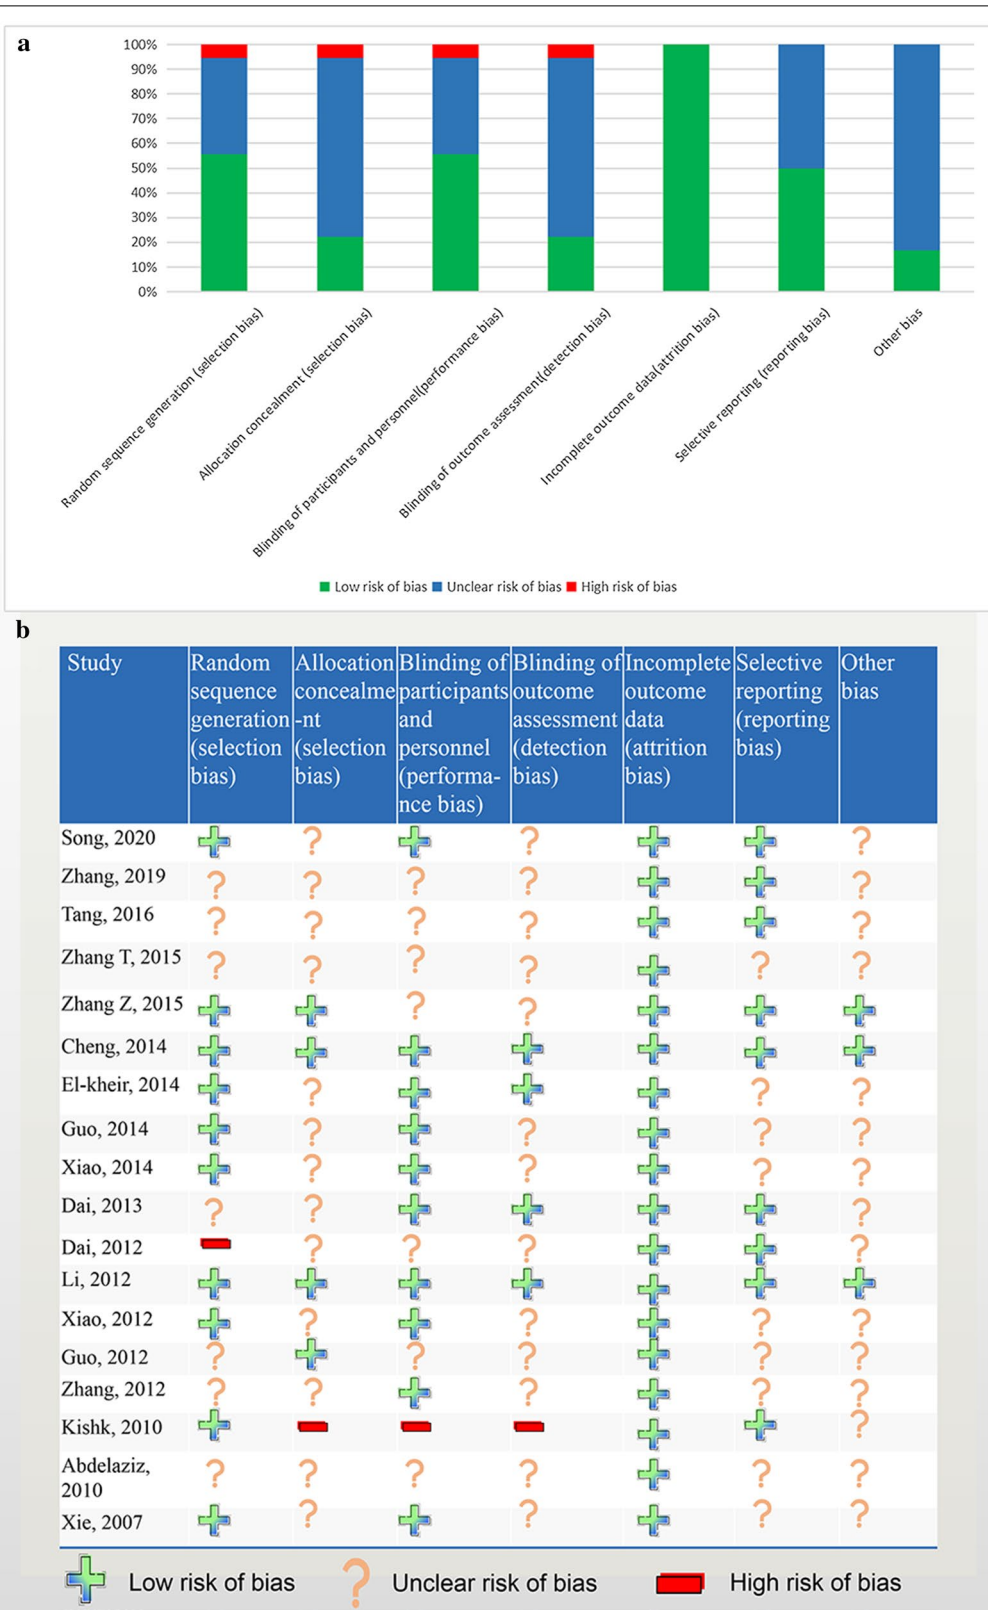 a
100%
90%
80%
70%
60%
50%
40%
30%
20%
10%
0%
Random sequence generation (selection bias)
Allocation concealment (selection bias)
Blinding of participants and personnel(performance bias)
Blinding of outcome assessment(detection bias)
Incomplete outcome data(attrition bias)
Selective reporting (reporting bias)
Other bias
Low risk of bias Unclear risk of bias High risk of bias
b
Study
Random
sequence
generation
(selection
bias)
Allocation
concealme
-nt
(selection
bias)
Blinding of
participants
and
personnel
(performa-
nce bias)
Blinding of
outcome
assessment
(detection
bias)
Incomplete
outcome
data
(attrition
bias)
Selective
reporting
(reporting
bias)
Other
bias
Song, 2020 ? ? ?
Zhang, 2019 ? ? ? ? ?
Tang, 2016 ? ? ? ? ?
Zhang T, 2015 ? ? ? ? ? ?
Zhang Z, 2015 ? ?
Cheng, 2014
El-kheir, 2014 ? ? ?
Guo, 2014 ? ? ? ?
Xiao, 2014 ? ? ? ?
Dai, 2013 ? ? ?
Dai, 2012 ? ? ? ?
Li, 2012
Xiao, 2012 ? ? ? ?
Guo, 2012 ? ? ? ? ?
Zhang, 2012 ? ? ? ? ?
Kishk, 2010 ?
Abdelaziz,
2010 ? ? ? ? ? ?
Xie, 2007 ? ? ? ?
Low risk of bias ? Unclear risk of bias High risk of bias